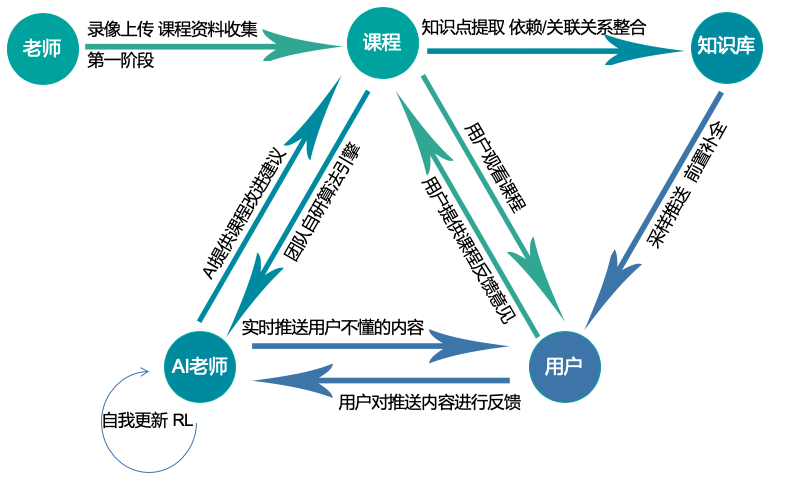 老师
录像上传 课程资料收集
第一阶段
课程
知识点提取 依赖/关联关系整合
知识库
AI提供课程改进建议
团队自研算法引擎
用户观看课程
用户提供课程反馈意见
采样推送 前置补全
实时推送用户不懂的内容
AI老师
用户
用户对推送内容进行反馈
自我更新 RL